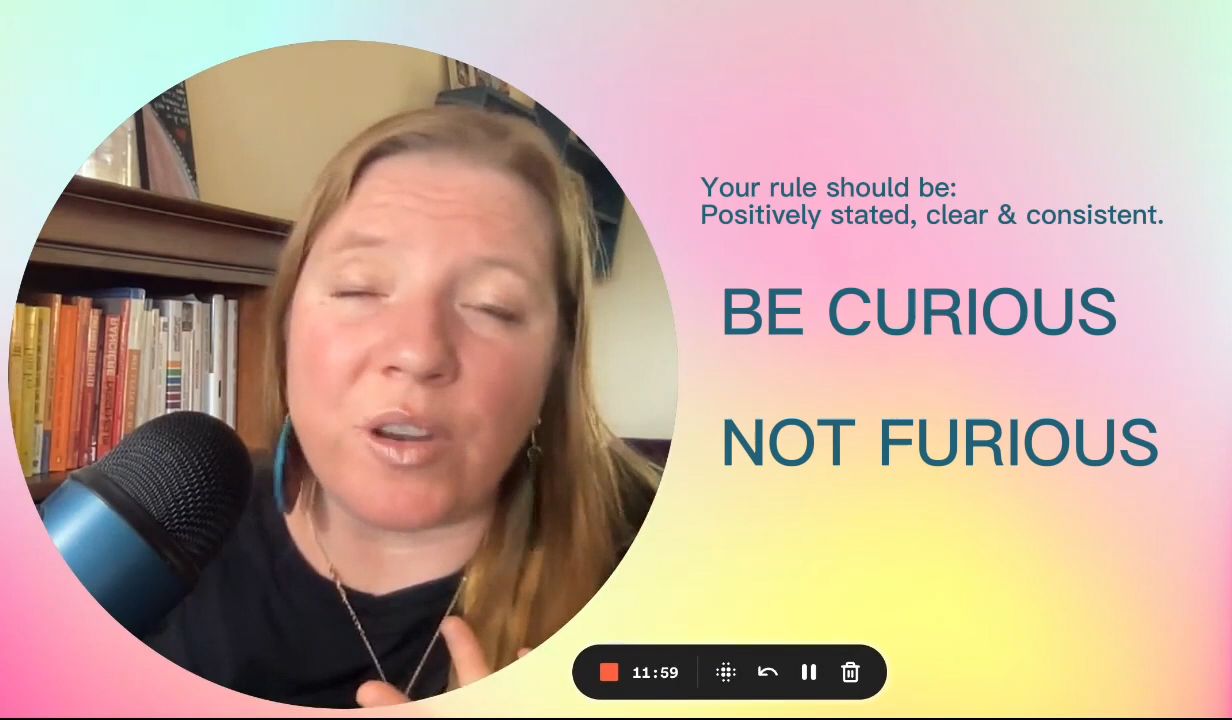 Your rule should be:
Positively stated, clear & consistent.
BE CURIOUS
NOT FURIOUS
11:59